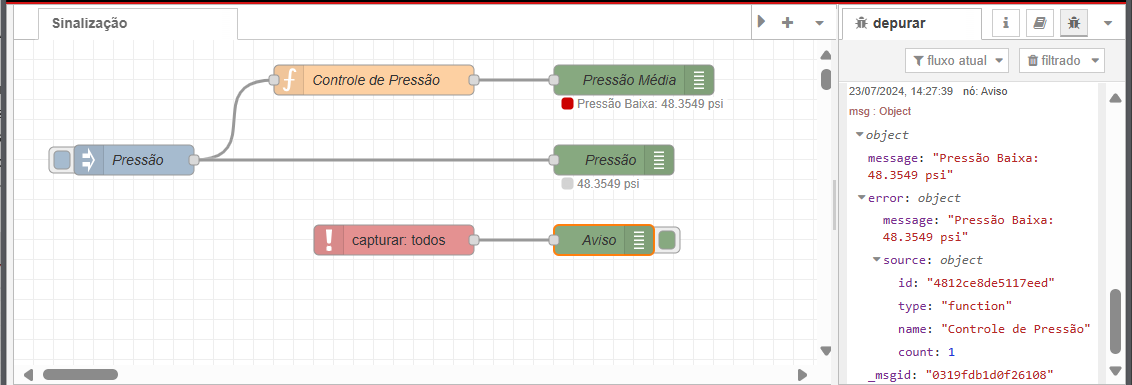 Sinalização
Controle de Pressão
Pressão Média
Pressão Baixa: 48.3549 psi
Pressão
Pressão
48.3549 psi
capturar: todos
Aviso
depurar
i
fluxo atual
filtrado
23/07/2024, 14:27:39 nó: Aviso
msg : Object
object
message: "Pressão Baixa:
48.3549 psi"
error: object
message: "Pressão Baixa:
48.3549 psi"
source: object
id: "4812ce8de5117eed"
type: "function"
name: "Controle de Pressão"
count: 1
_msgid: "0319fdb1d0f26108"